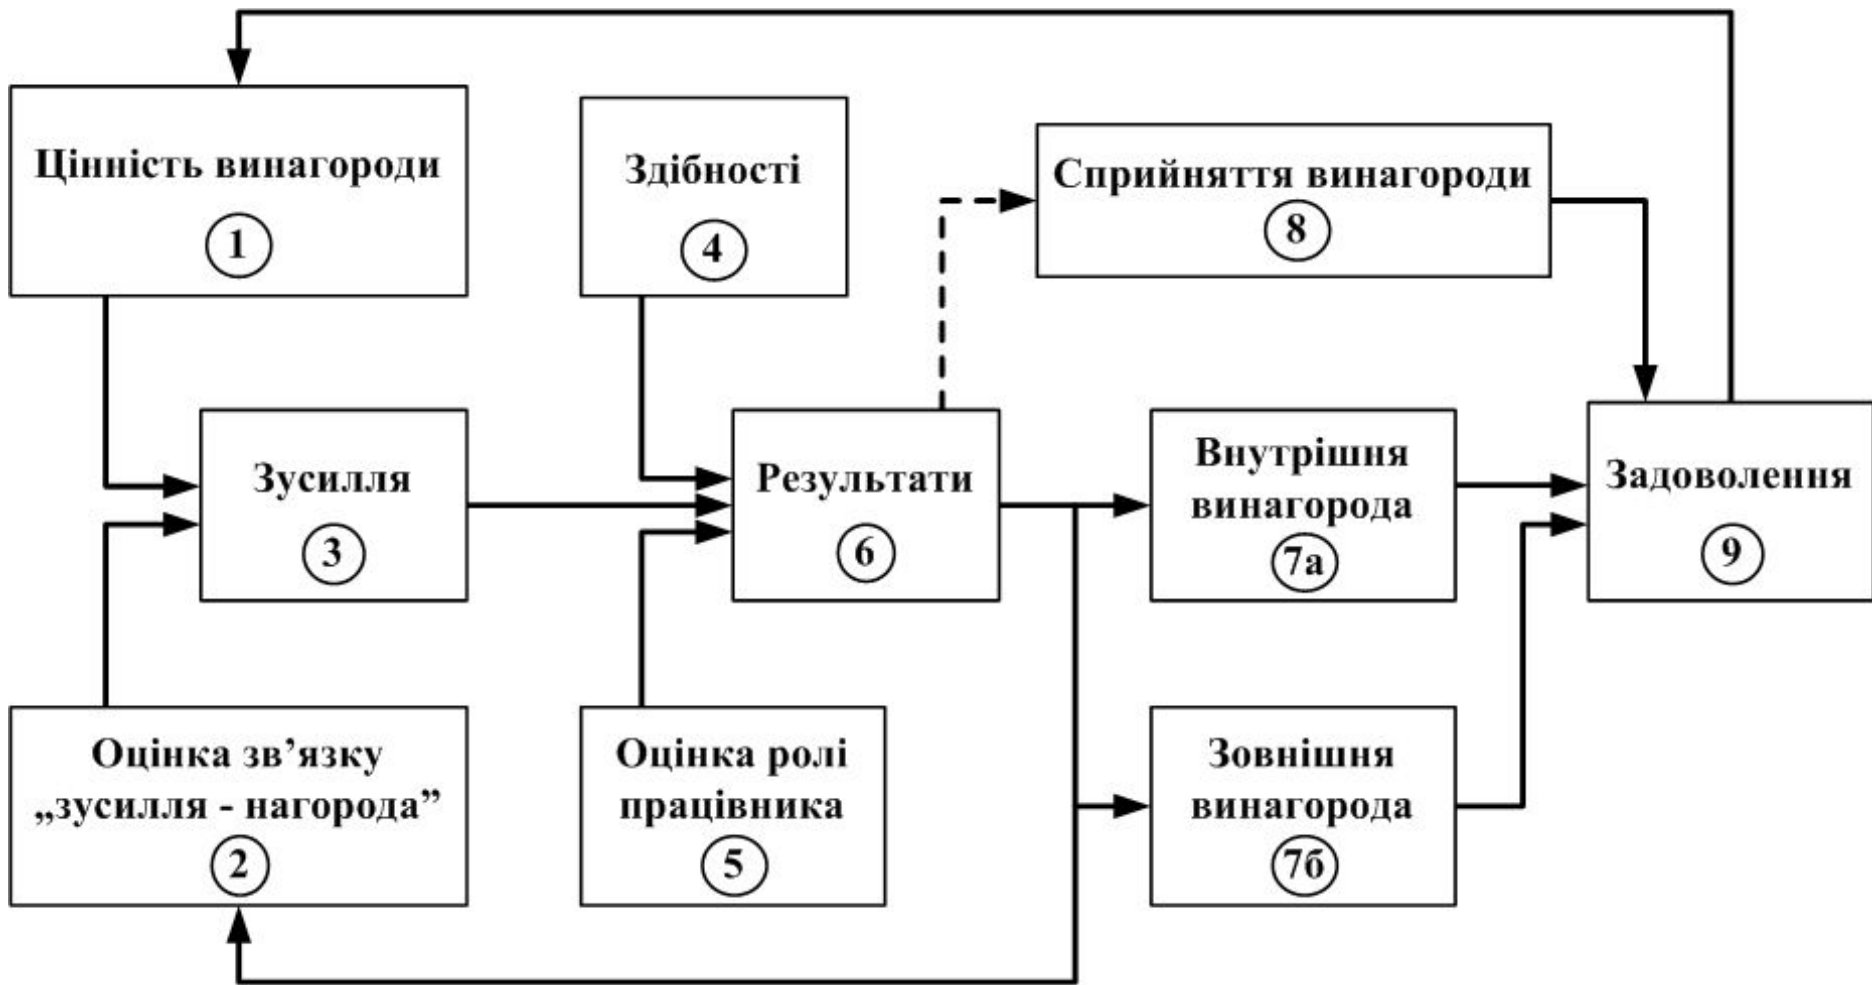 Цінність винагороди
1
Здібності
4
Сприйняття винагороди
8
Зусилля
3
Результати
6
Внутрішня
винагорода
7а
Задоволення
9
Оцінка зв’язку
„зусилля - нагорода”
2
Оцінка ролі
працівника
5
Зовнішня
винагорода
7б